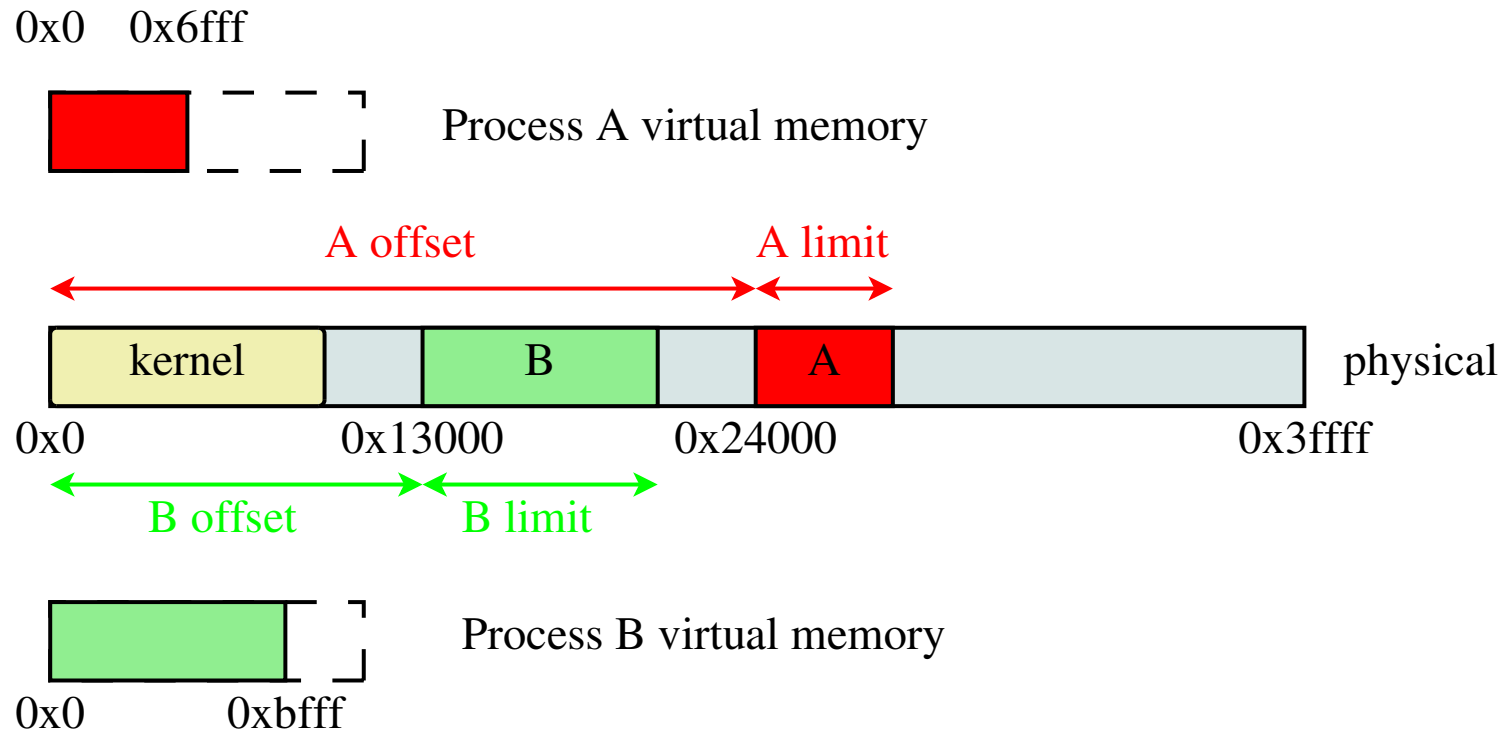 0x0 0x6fff
Process A virtual memory
A offset A limit
kernel B A physical
0x0 0x13000 0x24000 0x3ffff
B offset B limit
Process B virtual memory
0x0 0xbfff